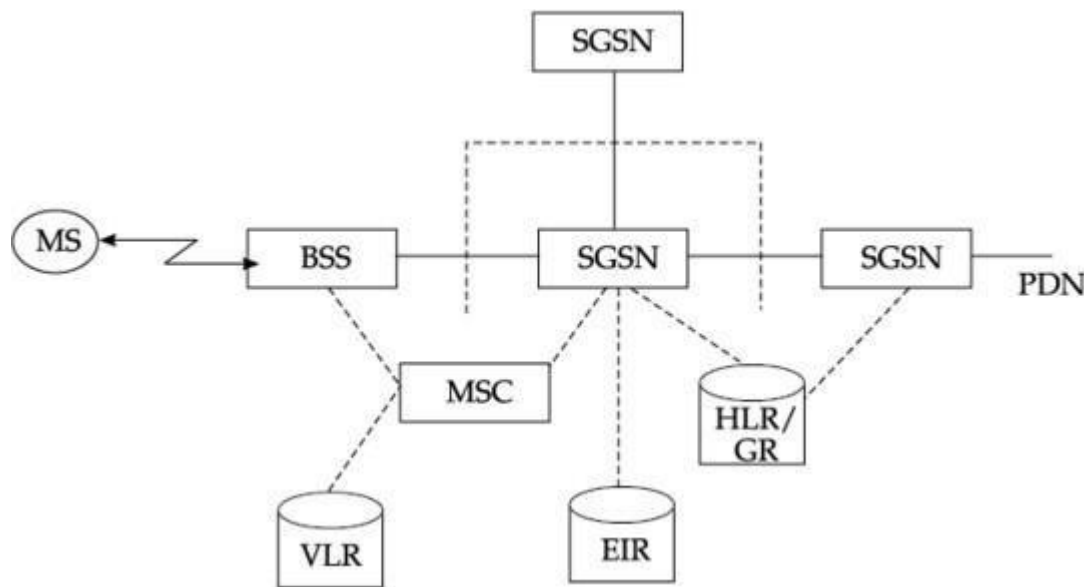 SGSN
MS
BSS
SGSN
SGSN
PDN
MSC
HLR/
GR
VLR
EIR